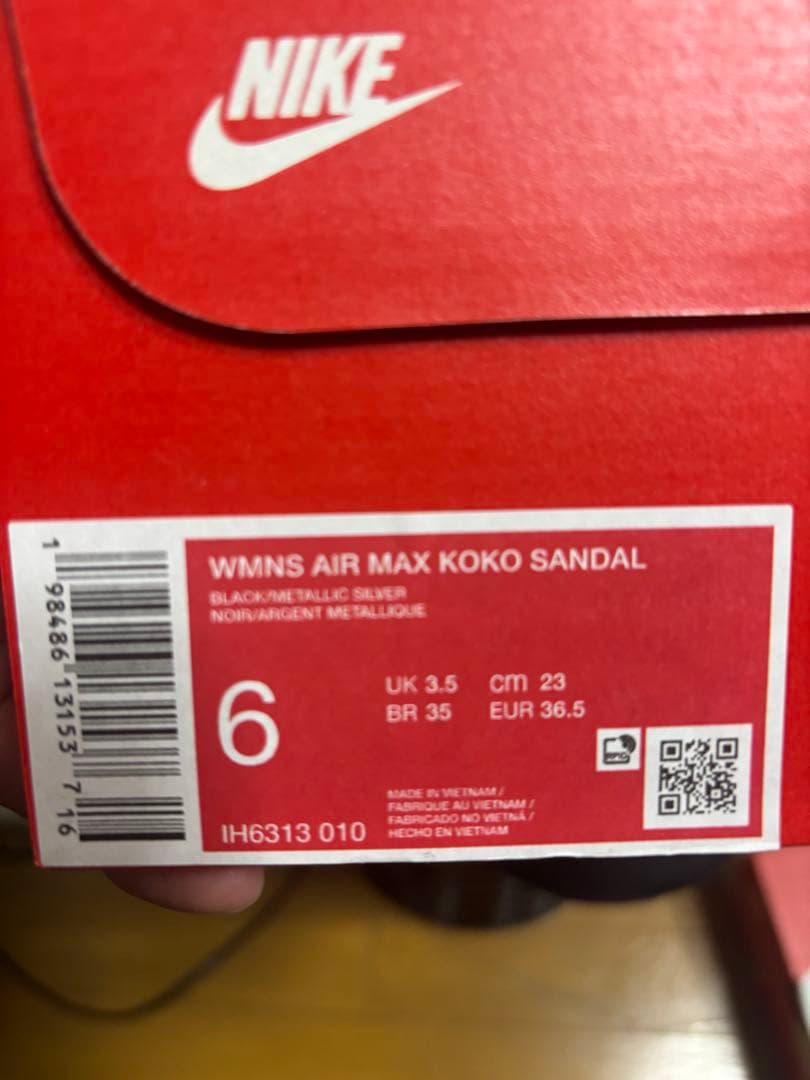 NIKE
WMNS AIR MAX KOKO SANDAL
BLACK/METALLIC SILVER
NOIR/ARGENT METALLIQUE
6
UK 3.5 cm 23
BR 35 EUR 36.5
MADE IN VIETNAM /
FABRIQUE AU VIETNAM /
FABRICADO NO VIETNÃ /
HECHO EN VIETNAM
IH6313 010
1 98486 13153 7 16